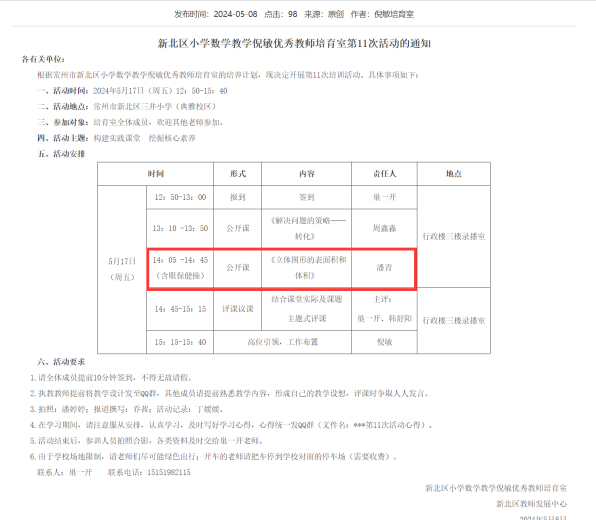 发布时间：2024-05-08 点击：98 来源：原创 作者：倪敏培育室
新北区小学数学教学倪敏优秀教师培育室第11次活动的通知
各有关单位：
根据常州市新北区小学数学教学倪敏优秀教师培育室的培养计划，现决定开展第11次培训活动。具体事项如下：
一、活动时间：2024年5月17日（周五）12：50-15：40
二、活动地点：常州市新北区三井小学（典雅校区）
三、参加对象：培育室全体成员，欢迎其他老师参加。
四、活动主题：构建实践课堂 挖掘核心素养
五、活动安排
时间 形式 内容 责任人 地点
5月17日
（周五）
12：50-13：00 报到 签到 巢一开
13：10 -13：50 公开课 《解决问题的策略——
转化》 周鑫淼
行政楼三楼录播室
14：05 -14：45
（含眼保健操） 公开课 《立体图形的表面积和
体积》 潘青
14：45-15：15 评课议课 结合课堂实际及课题
主题式评课 主评：
巢一开、韩舒阳
行政楼三楼录播室
15：15-15：40 高位引领，工作布置 倪敏
六、活动要求
1.请全体成员提前10分钟签到，不得无故请假。
2.执教教师提前将教学设计发至QQ群，其他成员请提前熟悉教学内容，形成自己的教学设想，评课时争取人人发言。
3.拍照：潘婷婷；报道撰写：乔茜；活动记录：丁媛媛。
4.在学习期间，请注意服从安排，认真学习，及时写好学习心得，心得统一发QQ群（文件名：***第11次活动心得）。
5.活动结束后，参训人员拍照合影，各类资料及时交给巢一开老师。
6.由于学校场地限制，请老师们尽可能绿色出行；开车的老师请把车停到学校对面的停车场（需要收费）。
联系人：巢一开 联系电话：15151982115
新北区小学数学教学倪敏优秀教师培育室
新北区教师发展中心
2024年5月8日